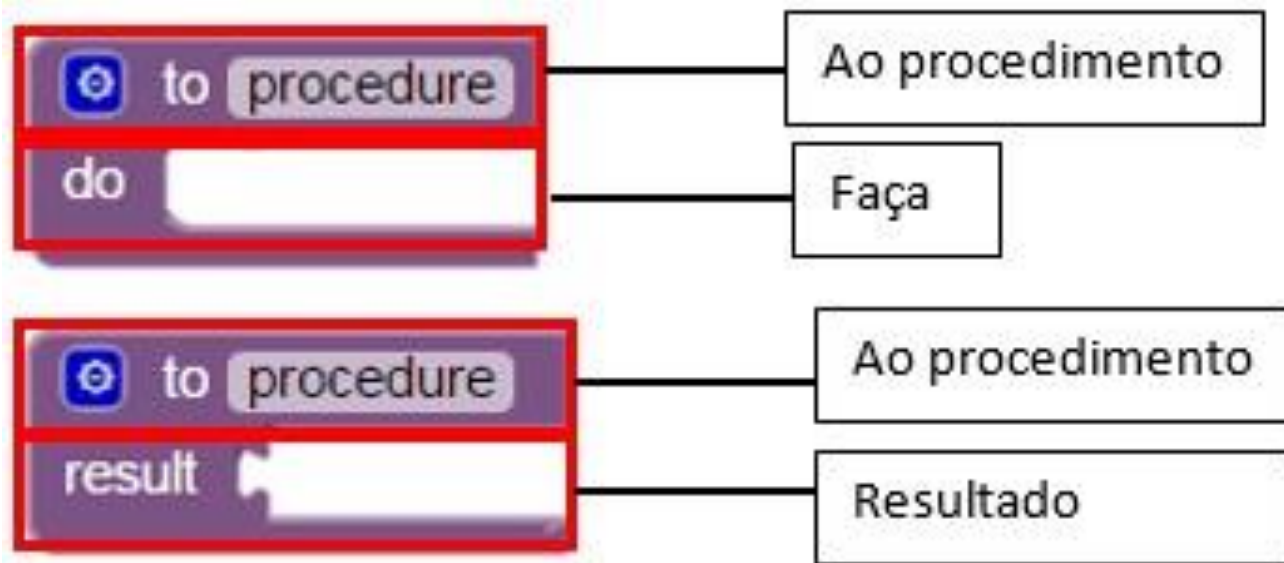 to procedure
Ao procedimento
do
Faça
to procedure
Ao procedimento
result
Resultado